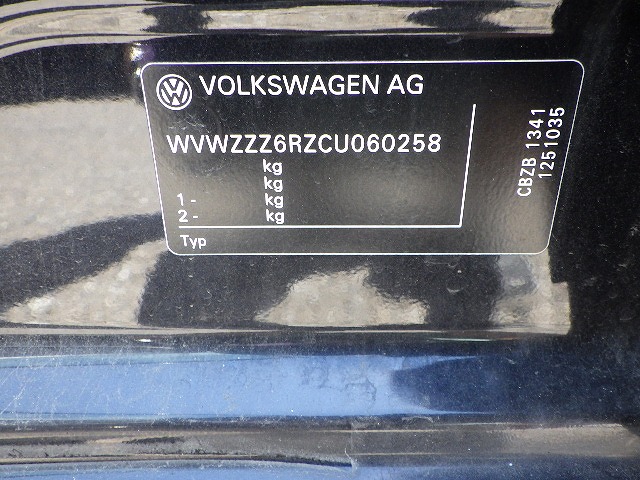 VOLKSWAGEN AG
WVWZZZ6RZCU060258
kg
kg
1 - kg
2 - kg
Typ
CBZB 1341
1251035